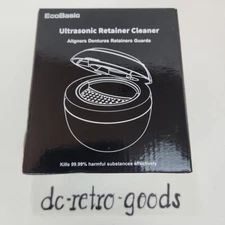 EcoBasic
Ultrasonic Retainer Cleaner
Aligners Dentures Retainers Guards
Kills 99.99% harmful substances effectively
dc-retro-goods